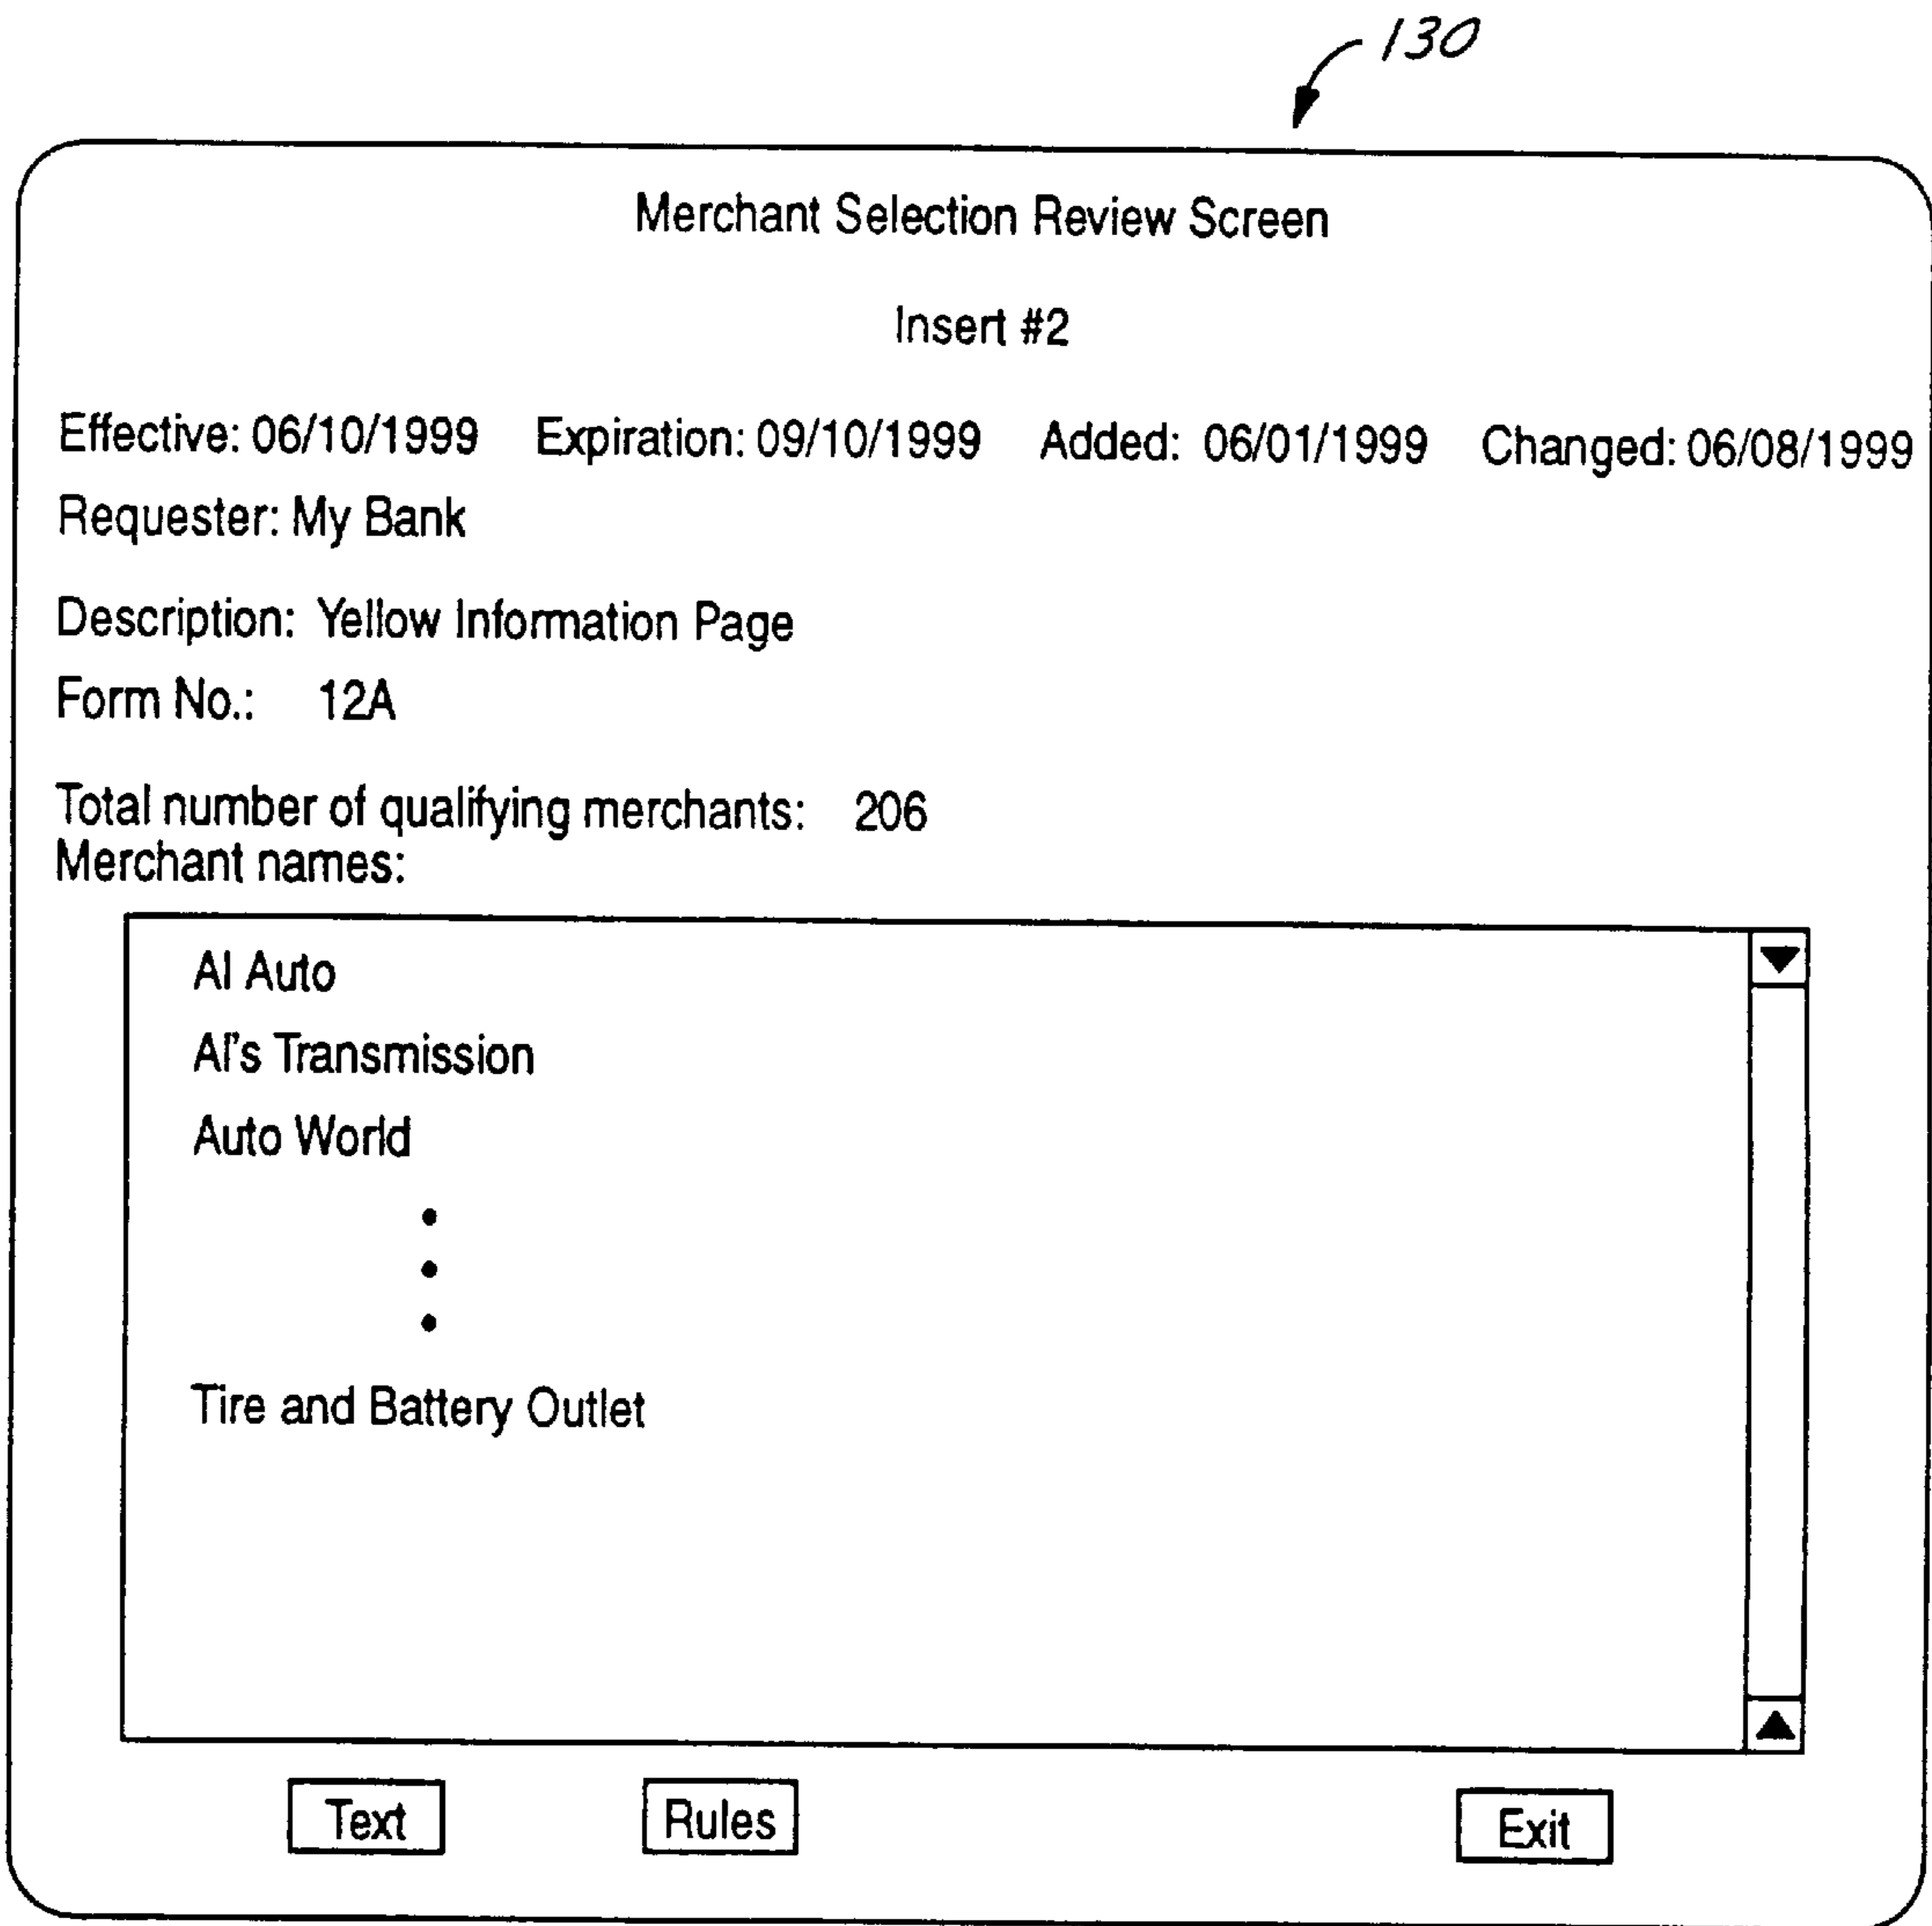 130
Merchant Selection Review Screen
Insert #2
Effective: 06/10/1999 Expiration: 09/10/1999 Added: 06/01/1999 Changed: 06/08/1999
Requester: My Bank
Description: Yellow Information Page
Form No.: 12A
Total number of qualifying merchants: 206
Merchant names:
Al Auto
Al's Transmission
Auto World
Tire and Battery Outlet
Text Rules Exit